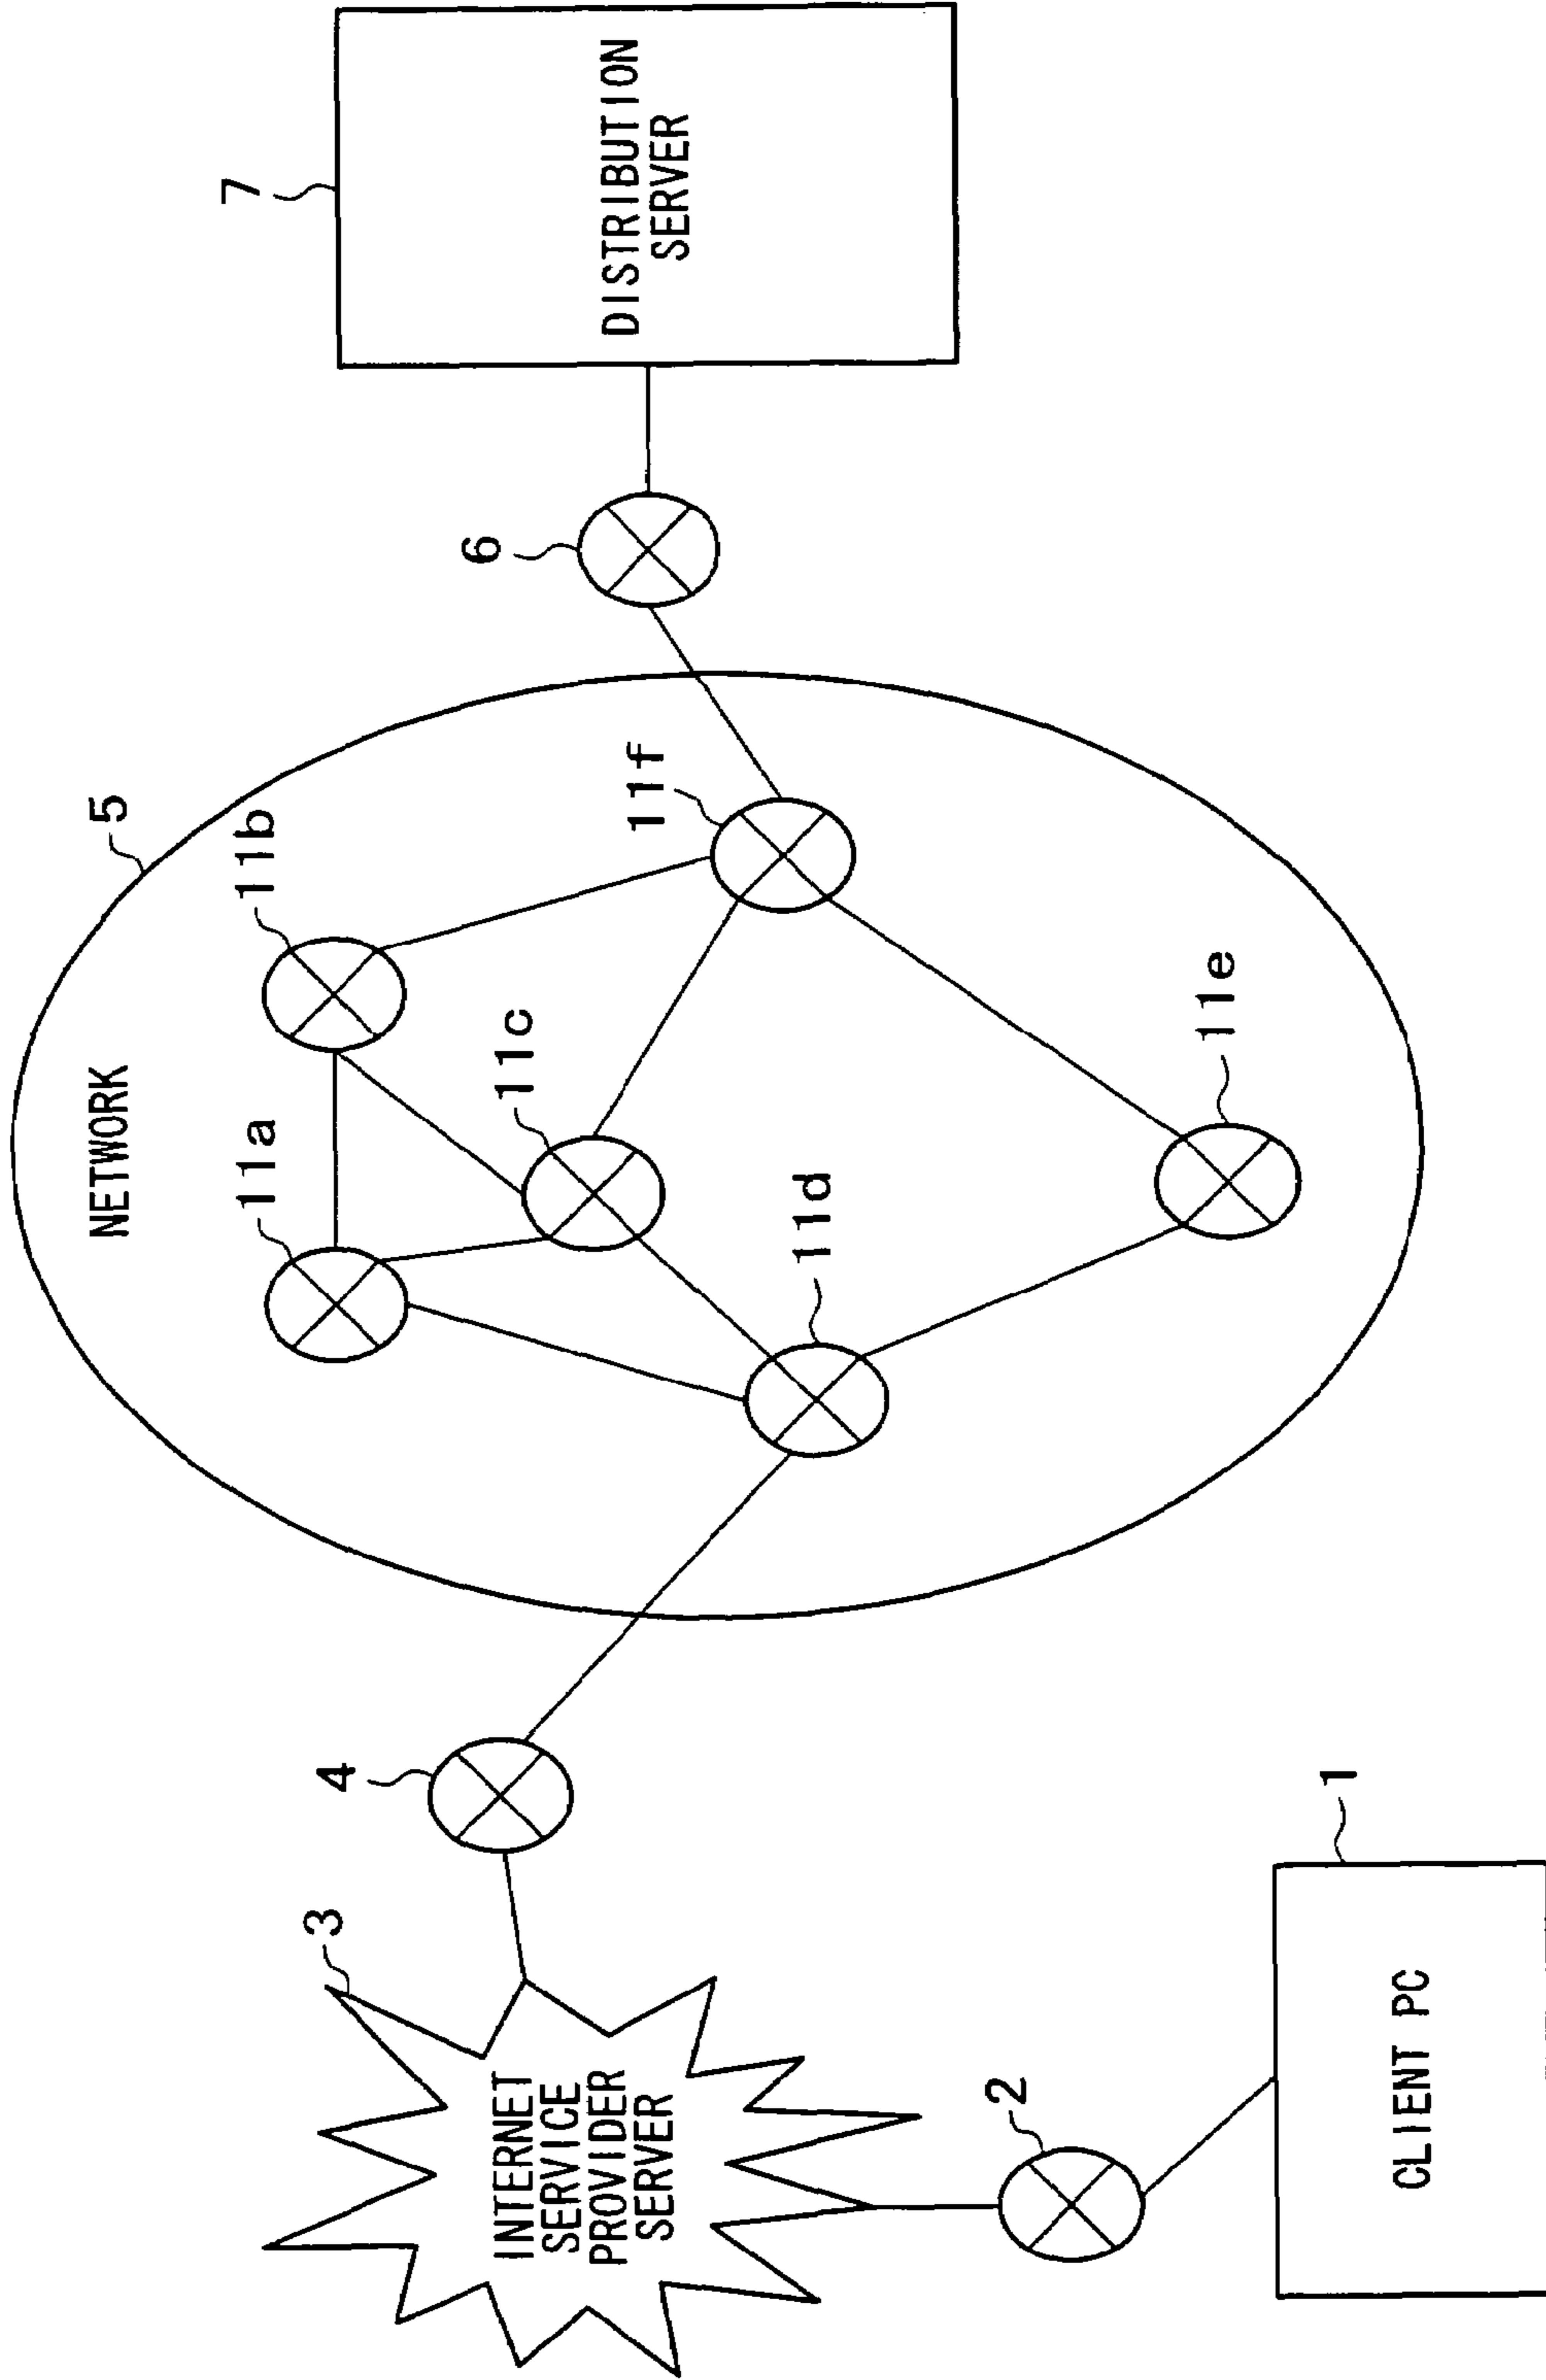 NETWORK
5
11a
11b
11c
11d
11e
11f
3
INTERNET
SERVICE
PROVIDER
SERVER
4
6
7
DISTRIBUTION
SERVER
2
1
CLIENT PC